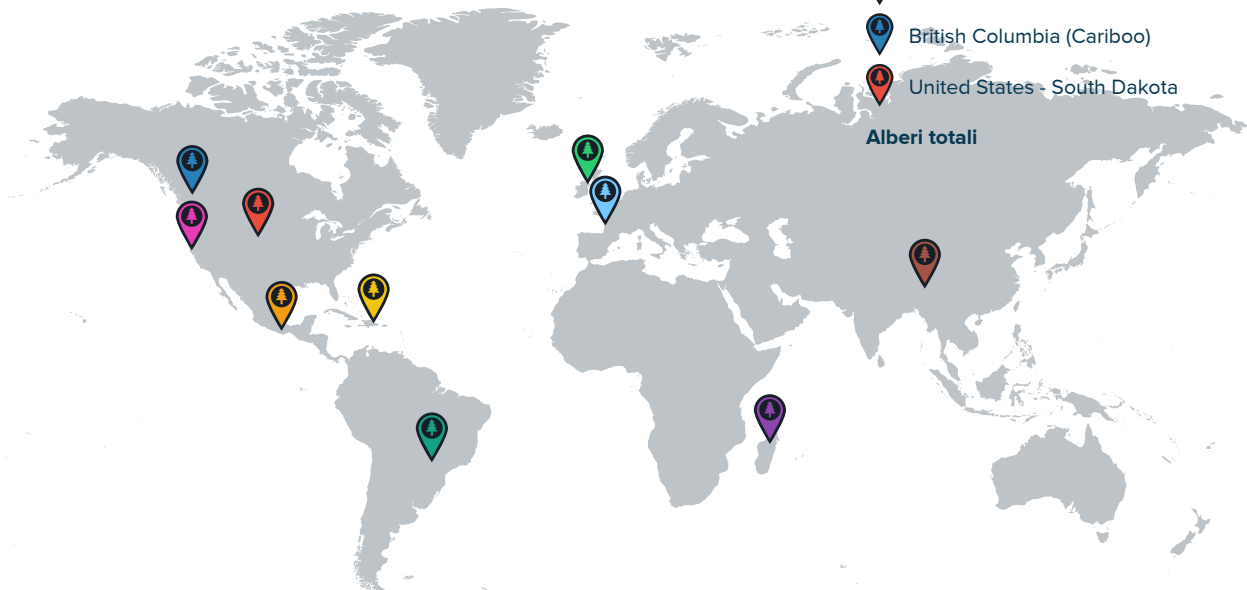 British Columbia (Cariboo)
United States - South Dakota
Alberi totali